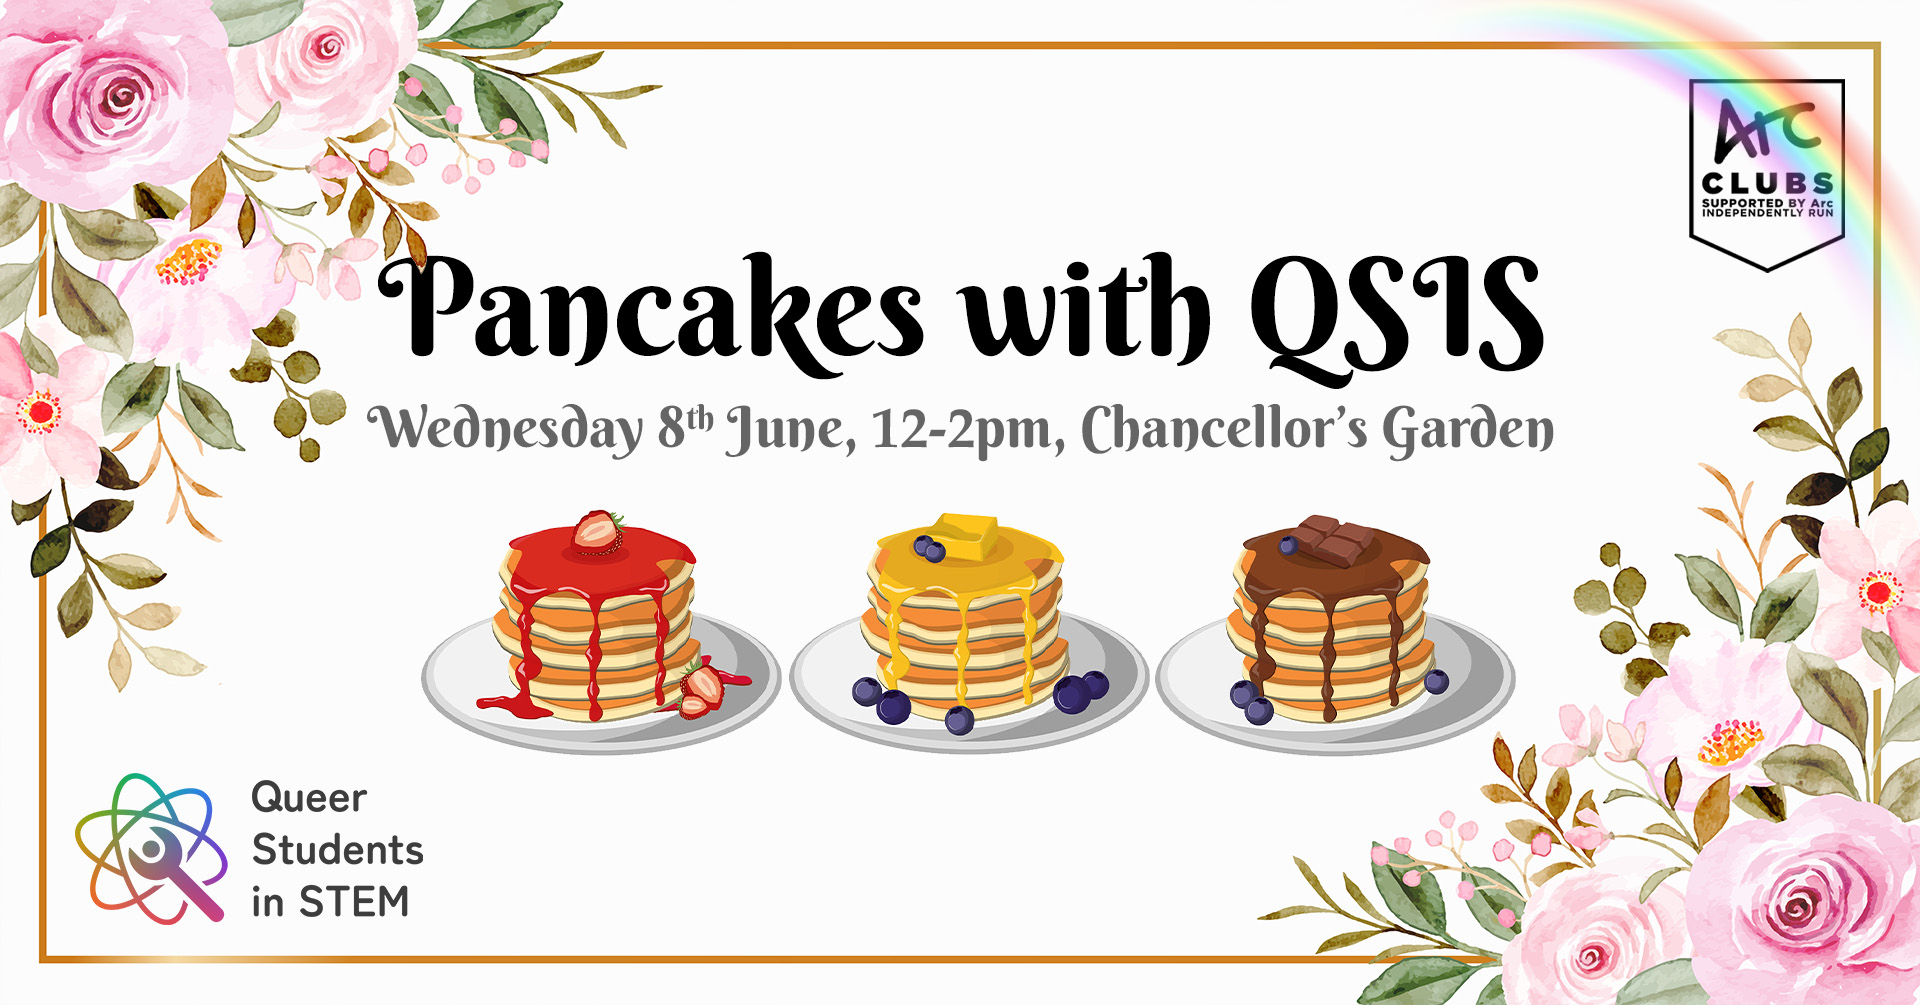 Arc
CLUBS
SUPPORTED BY Arc
INDEPENDENTLY RUN
Pancakes with QSIS
Wednesday 8th June, 12-2pm, Chancellor's Garden
Queer
Students
in STEM